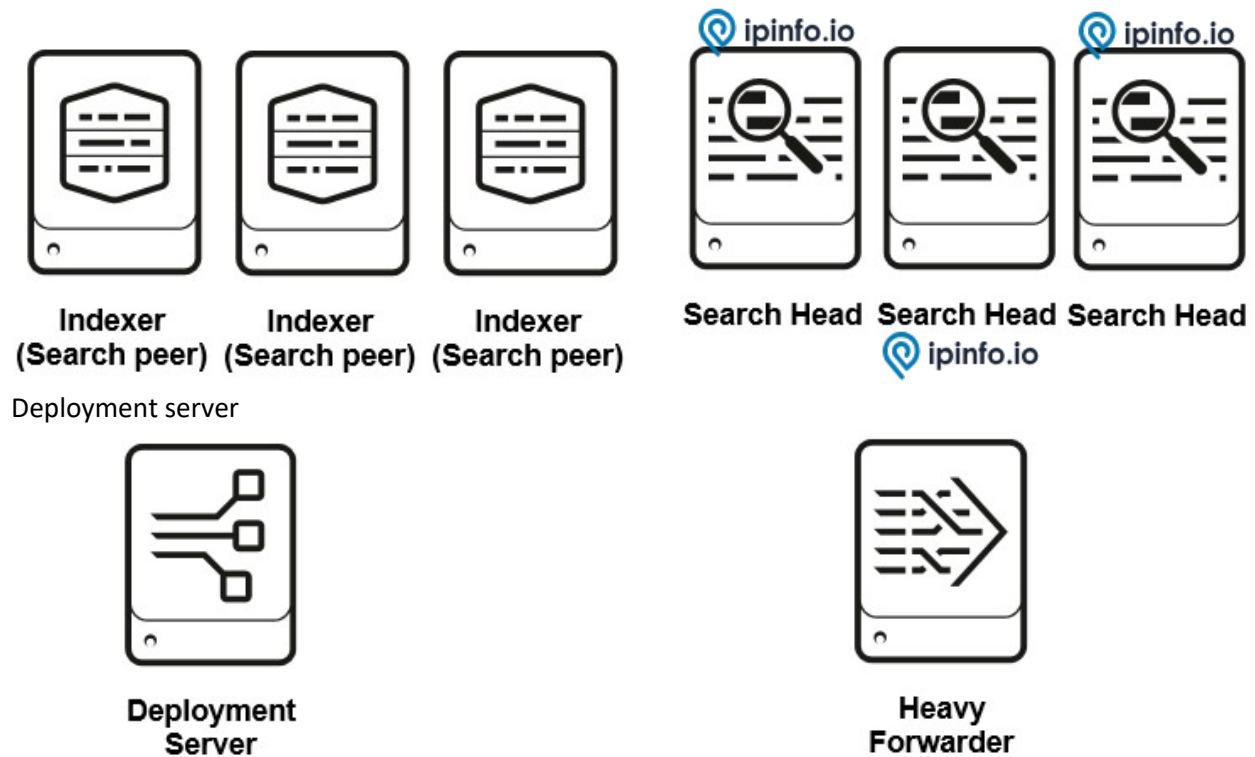 ipinfo.io
ipinfo.io
Indexer
(Search peer)
Indexer
(Search peer)
Indexer
(Search peer)
Search Head
Search Head
Search Head
ipinfo.io
Deployment server
Deployment
Server
Heavy
Forwarder